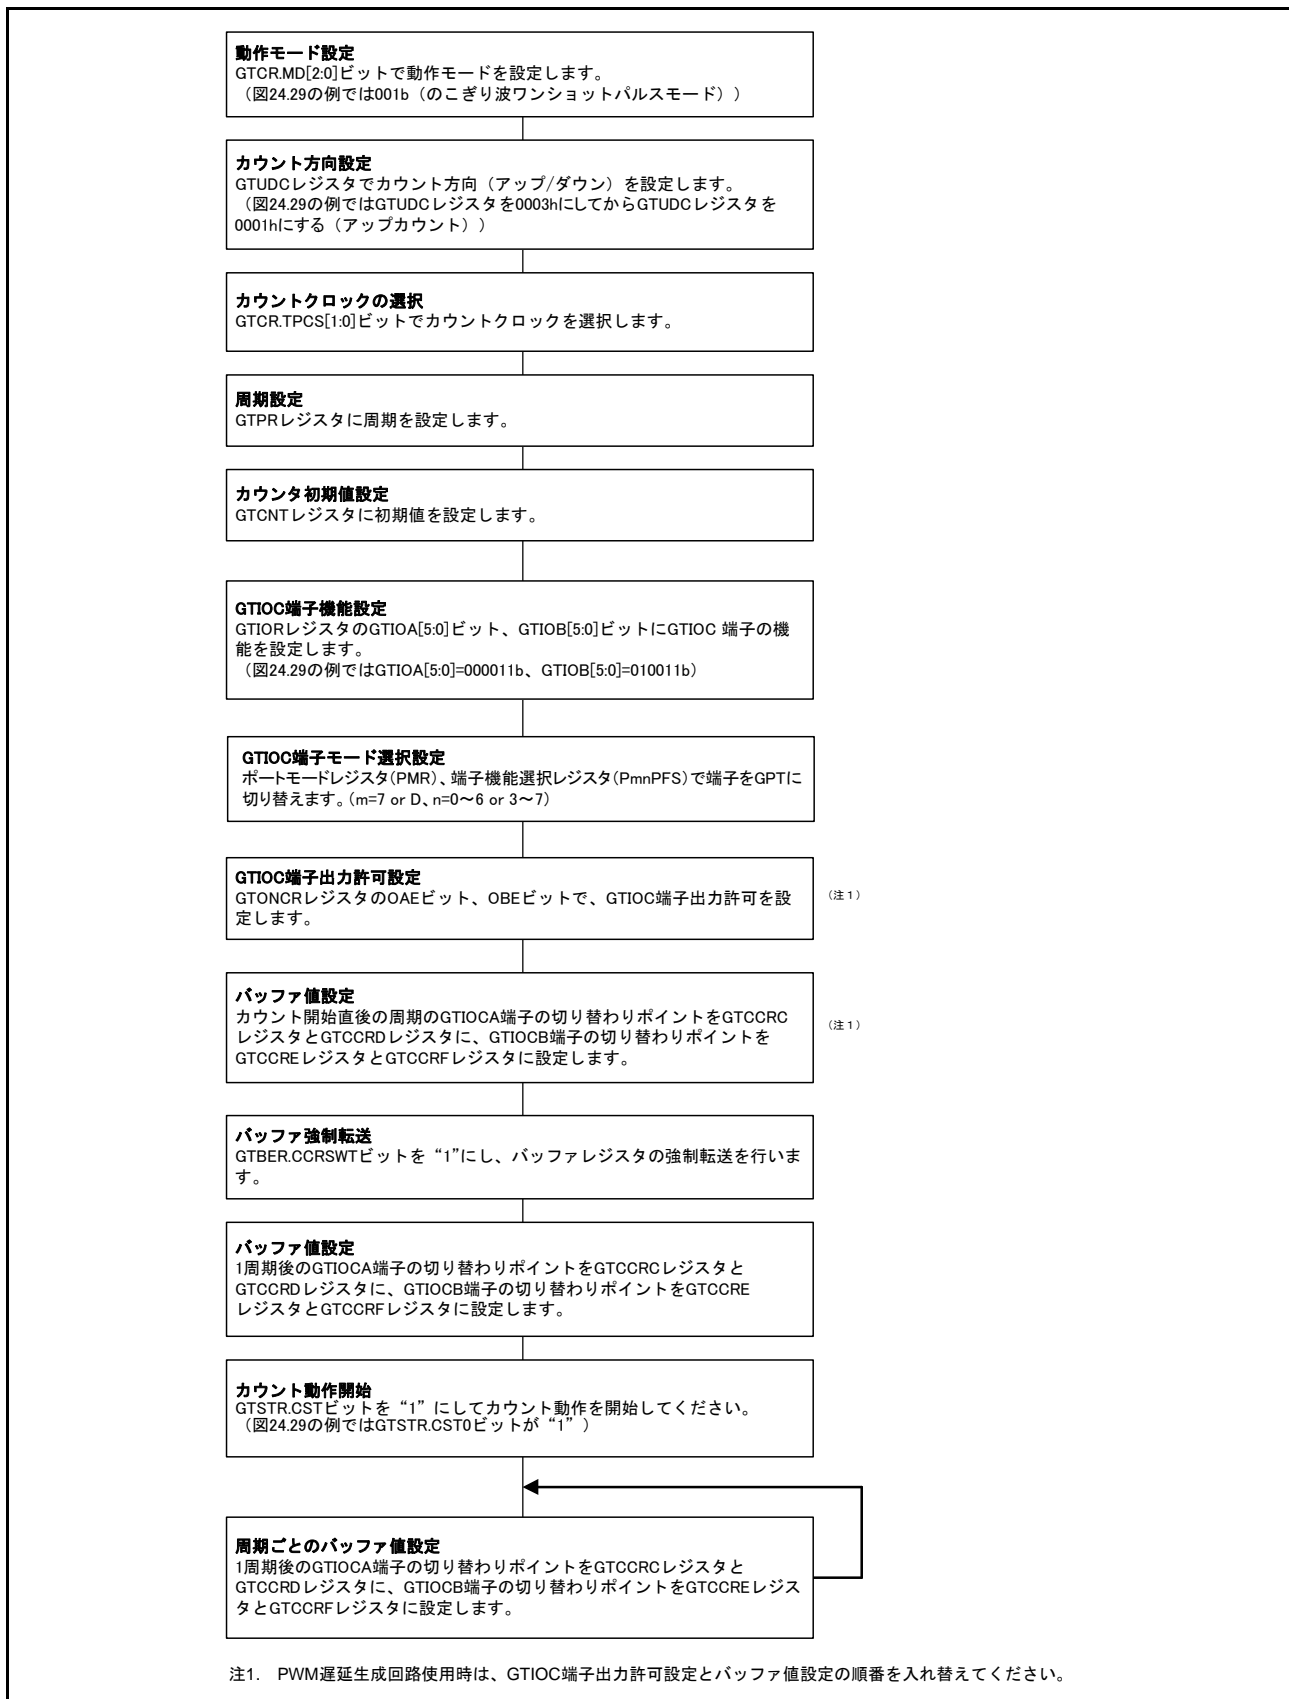 動作モード設定
GTCR.MD[2:0]ビットで動作モードを設定します。
（図24.29の例では001b（のこぎり波ワンショットパルスモード））
カウント方向設定
GTUDCレジスタでカウント方向（アップ/ダウン）を設定します。
（図24.29の例ではGTUDCレジスタを0003hにしてからGTUDCレジスタを
0001hにする（アップカウント））
カウントクロックの選択
GTCR.TPCS[1:0]ビットでカウントクロックを選択します。
周期設定
GTPRレジスタに周期を設定します。
カウンタ初期値設定
GTCNTレジスタに初期値を設定します。
GTIOC端子機能設定
GTIORレジスタのGTIOA[5:0]ビット、GTIOB[5:0]ビットにGTIOC 端子の機
能を設定します。
（図24.29の例ではGTIOA[5:0]=000011b、GTIOB[5:0]=010011b）
GTIOC端子モード選択設定
ポートモードレジスタ(PMR)、端子機能選択レジスタ(PmnPFS)で端子をGPTに
切り替えます。(m=7 or D、n=0～6 or 3～7)
GTIOC端子出力許可設定
GTONCRレジスタのOAEビット、OBEビットで、GTIOC端子出力許可を設
定します。
（注１）
バッファ値設定
カウント開始直後の周期のGTIOCA端子の切り替わりポイントをGTCCRC
レジスタとGTCCRDレジスタに、GTIOCB端子の切り替わりポイントを
GTCCREレジスタとGTCCRFレジスタに設定します。
（注１）
バッファ強制転送
GTBER.CCRSWTビットを“1”にし、バッファレジスタの強制転送を行いま
す。
バッファ値設定
1周期後のGTIOCA端子の切り替わりポイントをGTCCRCレジスタと
GTCCRDレジスタに、GTIOCB端子の切り替わりポイントをGTCCRE
レジスタとGTCCRFレジスタに設定します。
カウント動作開始
GTSTR.CSTビットを“1”にしてカウント動作を開始してください。
（図24.29の例ではGTSTR.CST0ビットが“1”）
周期ごとのバッファ値設定
1周期後のGTIOCA端子の切り替わりポイントをGTCCRCレジスタと
GTCCRDレジスタに、GTIOCB端子の切り替わりポイントをGTCCREレジス
タとGTCCRFレジスタに設定します。
注1. PWM遅延生成回路使用時は、GTIOC端子出力許可設定とバッファ値設定の順番を入れ替えてください。